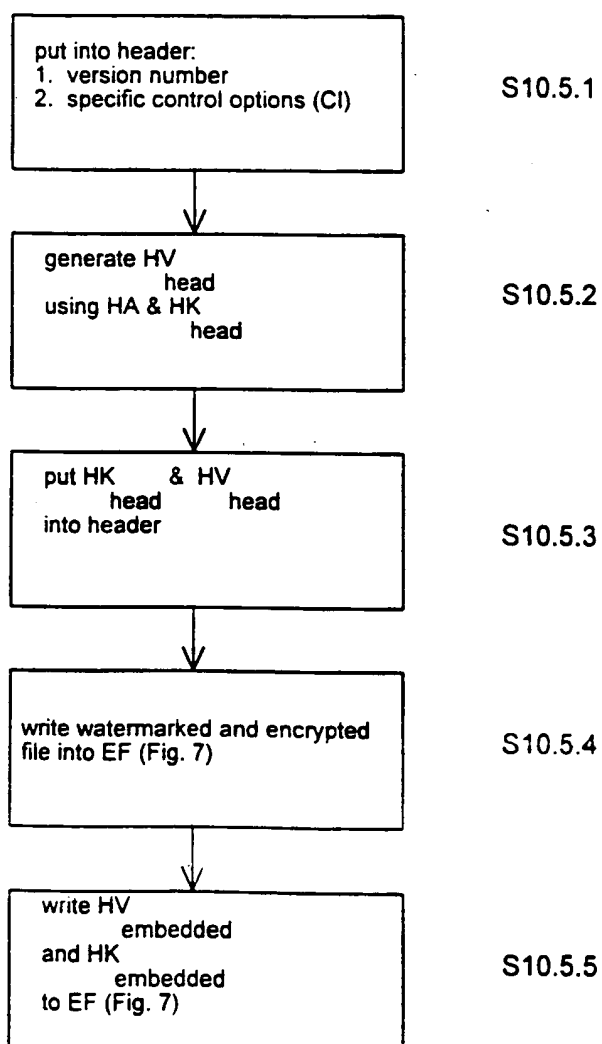 put into header:
1. version number
2. specific control options (CI)
S10.5.1
generate HV
head
using HA & HK
head
S10.5.2
put HK & HV
head head
into header
S10.5.3
write watermarked and encrypted
file into EF (Fig. 7)
S10.5.4
write HV
embedded
and HK
embedded
to EF (Fig. 7)
S10.5.5